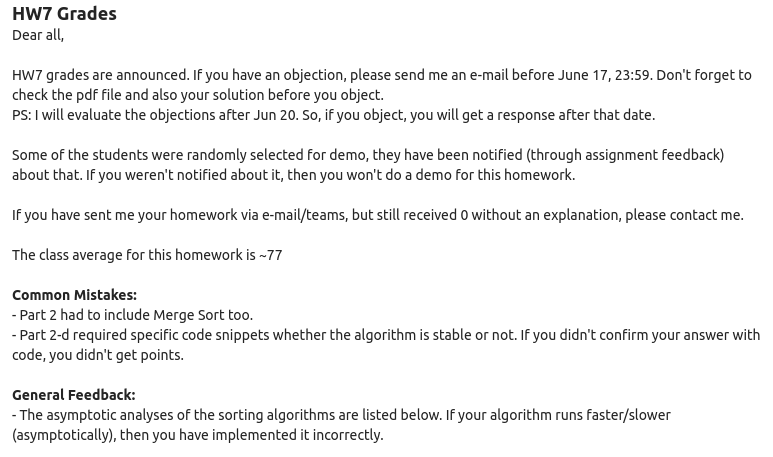 HW7 Grades
Dear all,
HW7 grades are announced. If you have an objection, please send me an e-mail before June 17, 23:59. Don't forget to
check the pdf file and also your solution before you object.
PS: I will evaluate the objections after Jun 20. So, if you object, you will get a response after that date.
Some of the students were randomly selected for demo, they have been notified (through assignment feedback)
about that. If you weren't notified about it, then you won't do a demo for this homework.
If you have sent me your homework via e-mail/teams, but still received 0 without an explanation, please contact me.
The class average for this homework is ~77
Common Mistakes:
- Part 2 had to include Merge Sort too.
- Part 2-d required specific code snippets whether the algorithm is stable or not. If you didn't confirm your answer with
code, you didn't get points.
General Feedback:
- The asymptotic analyses of the sorting algorithms are listed below. If your algorithm runs faster/slower
(asymptotically), then you have implemented it incorrectly.